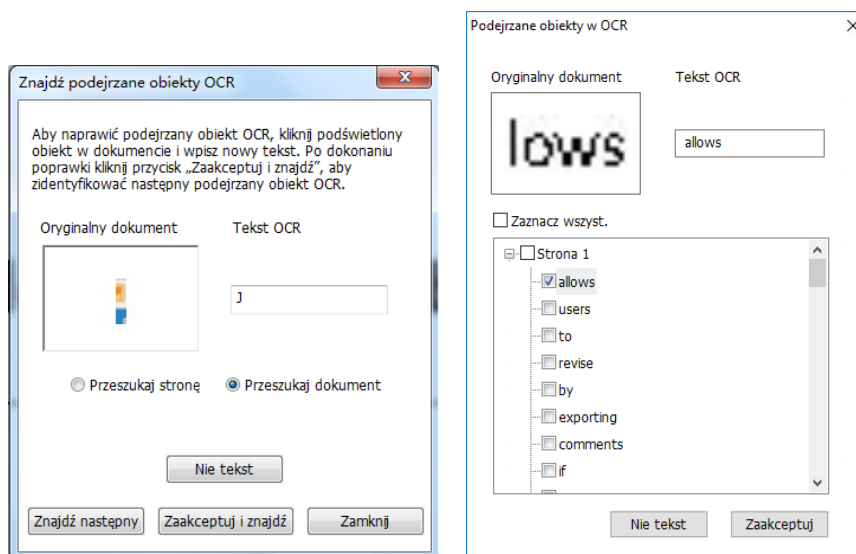 Znajdź podejrzane obiekty OCR
Aby naprawić podejrzany obiekt OCR, kliknij podświetlony
obiekt w dokumencie i wpisz nowy tekst. Po dokonaniu
poprawki kliknij przycisk „Zaakceptuj i znajdź”, aby
zidentyfikować następny podejrzany obiekt OCR.
Oryginalny dokument Tekst OCR
J
Przeszukaj stronę Przeszukaj dokument
Nie tekst
Znajdź następny Zaakceptuj i znajdź Zamknij
Podejrzane obiekty w OCR
Oryginalny dokument Tekst OCR
lows
allows
Zaznacz wszyst.
Strona 1
allows
users
to
revise
by
exporting
comments
if
Nie tekst Zaakceptuj